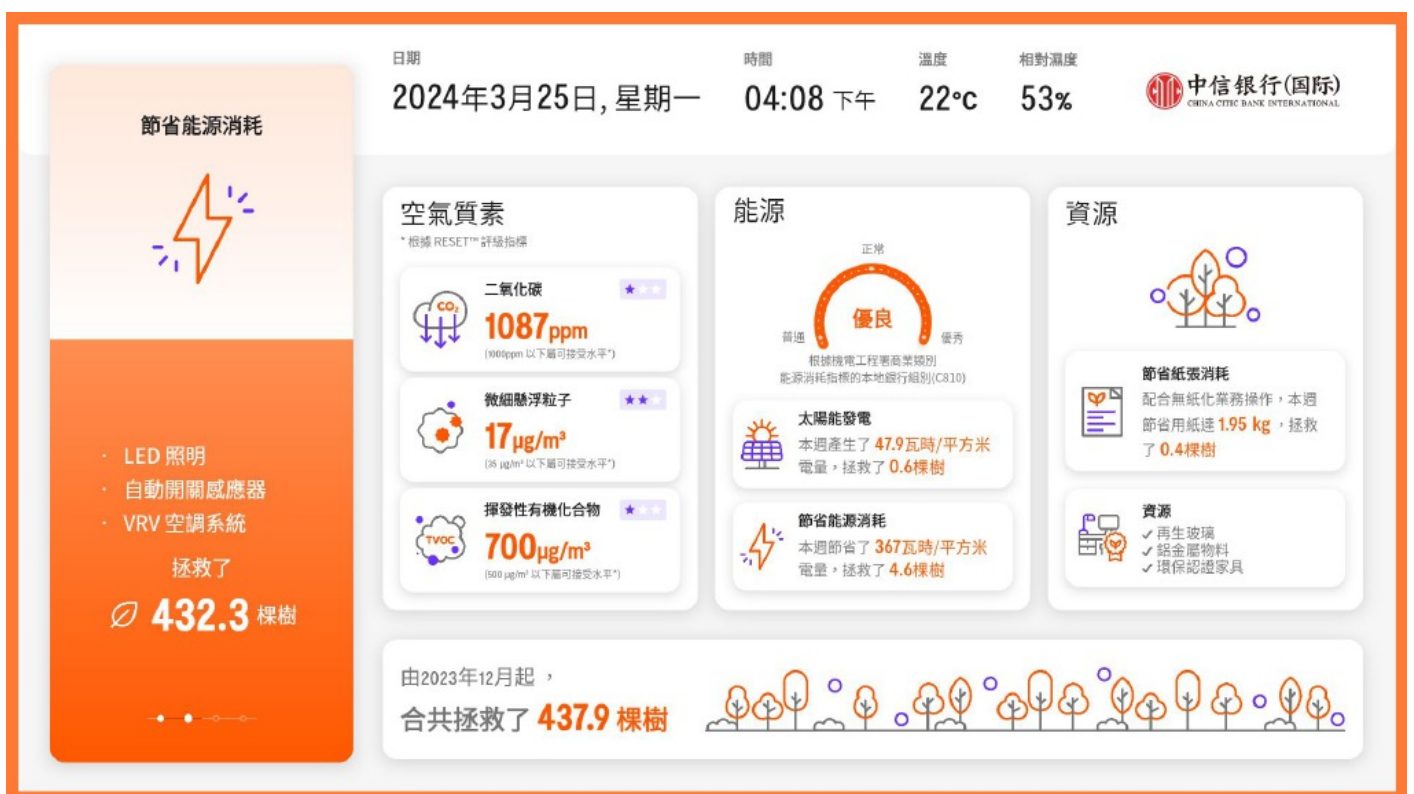 節省能源消耗
· LED 照明
· 自動開關感應器
· VRV 空調系統
拯救了
432.3 棵樹
日期
2024年3月25日, 星期一
時間
04:08 下午
溫度
22°C
相對濕度
53%
中信银行(国际)
CHINA CITIC BANK INTERNATIONAL
空氣質素
* 根據 RESET™ 評級指標
CO₂
二氧化碳
1087ppm
(1000ppm 以下屬可接受水平*)
微細懸浮粒子
17µg/m³
(35 µg/m³ 以下屬可接受水平*)
TVOC
揮發性有機化合物
700µg/m³
(500 µg/m³ 以下屬可接受水平*)
能源
正常
優良
普通
優秀
根據機電工程署商業類別
能源消耗指標的本地銀行組別(C810)
太陽能發電
本週產生了 47.9瓦時/平方米
電量，拯救了 0.6棵樹
節省能源消耗
本週節省了 367瓦時/平方米
電量，拯救了 4.6棵樹
資源
節省紙張消耗
配合無紙化業務操作，本週
節省用紙達 1.95 kg ，拯救
了 0.4棵樹
資源
✓ 再生玻璃
✓ 鋁金屬物料
✓ 環保認證家具
由2023年12月起 ，
合共拯救了 437.9 棵樹